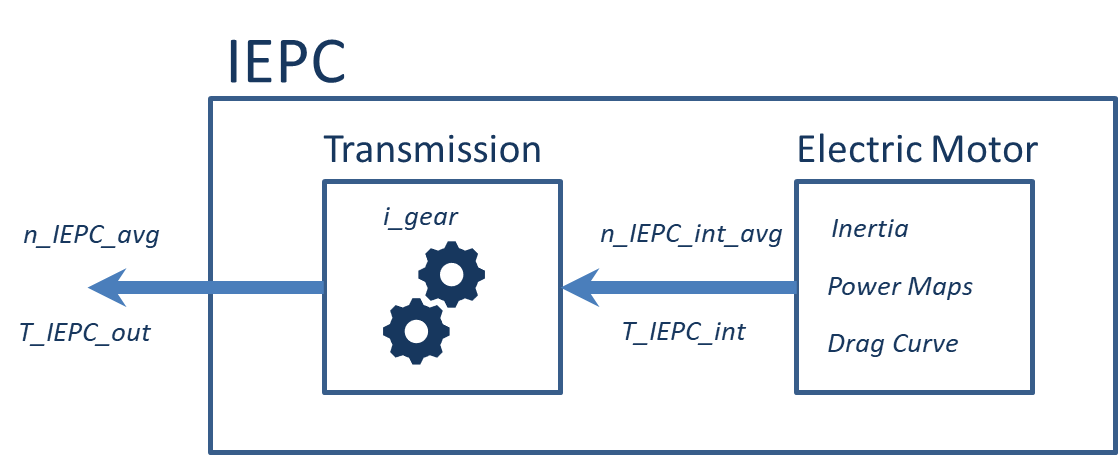 IEPC
Transmission
Electric Motor
i_gear
n_IEPC_avg
n_IEPC_int_avg
Inertia
Power Maps
T_IEPC_out
T_IEPC_int
Drag Curve